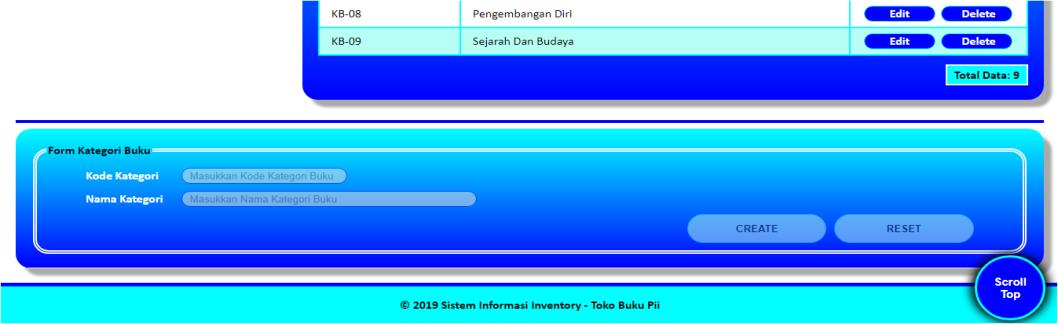 KB-08 Pengembangan Diri Edit Delete
KB-09 Sejarah Dan Budaya Edit Delete
Total Data: 9
Form Kategori Buku
Kode Kategori Masukkan Kode Kategori Buku
Nama Kategori Masukkan Nama Kategori Buku
CREATE RESET
Scroll
Top
© 2019 Sistem Informasi Inventory - Toko Buku Pii